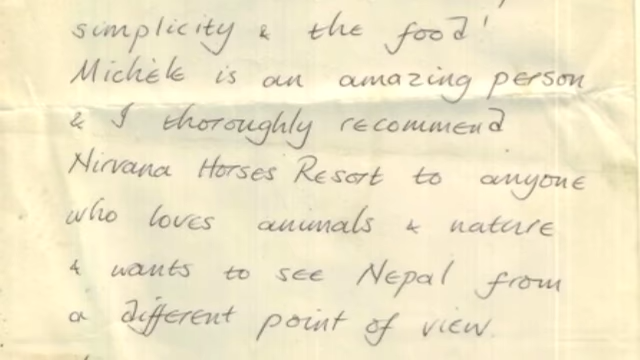 simplicity & the food!
Michèle is an amazing person
& I thoroughly recommend
Nirvana Horses Resort to anyone
who loves animals & nature
& wants to see Nepal from
a different point of view.